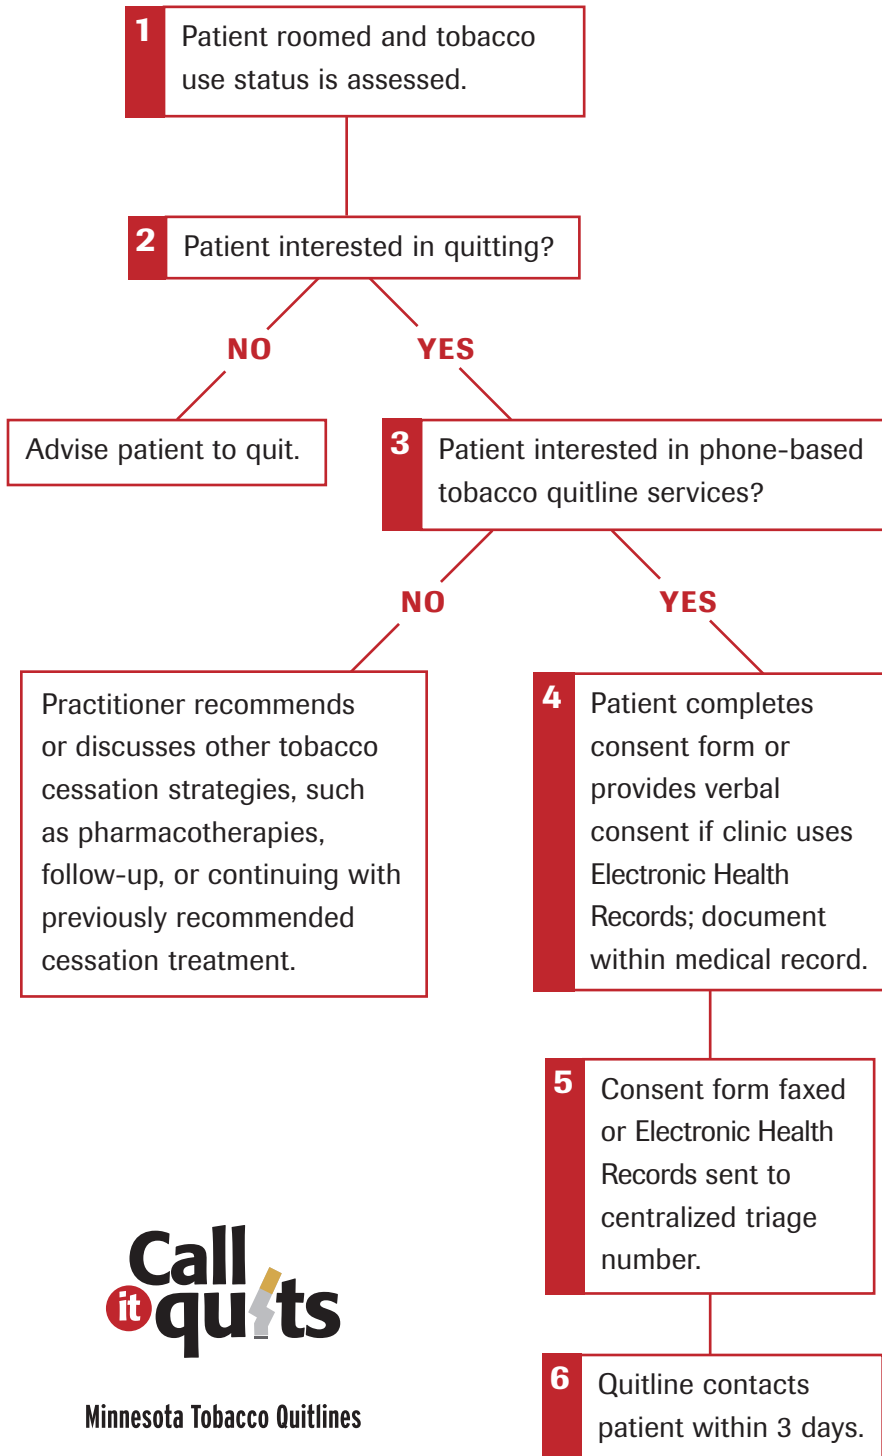 1
Patient roomed and tobacco
use status is assessed.
2
Patient interested in quitting?
NO
YES
Advise patient to quit.
3
Patient interested in phone-based
tobacco quitline services?
NO
YES
Practitioner recommends
or discusses other tobacco
cessation strategies, such
as pharmacotherapies,
follow-up, or continuing with
previously recommended
cessation treatment.
4
Patient completes
consent form or
provides verbal
consent if clinic uses
Electronic Health
Records; document
within medical record.
5
Consent form faxed
or Electronic Health
Records sent to
centralized triage
number.
6
Quitline contacts
patient within 3 days.
Call
it quits
Minnesota Tobacco Quitlines